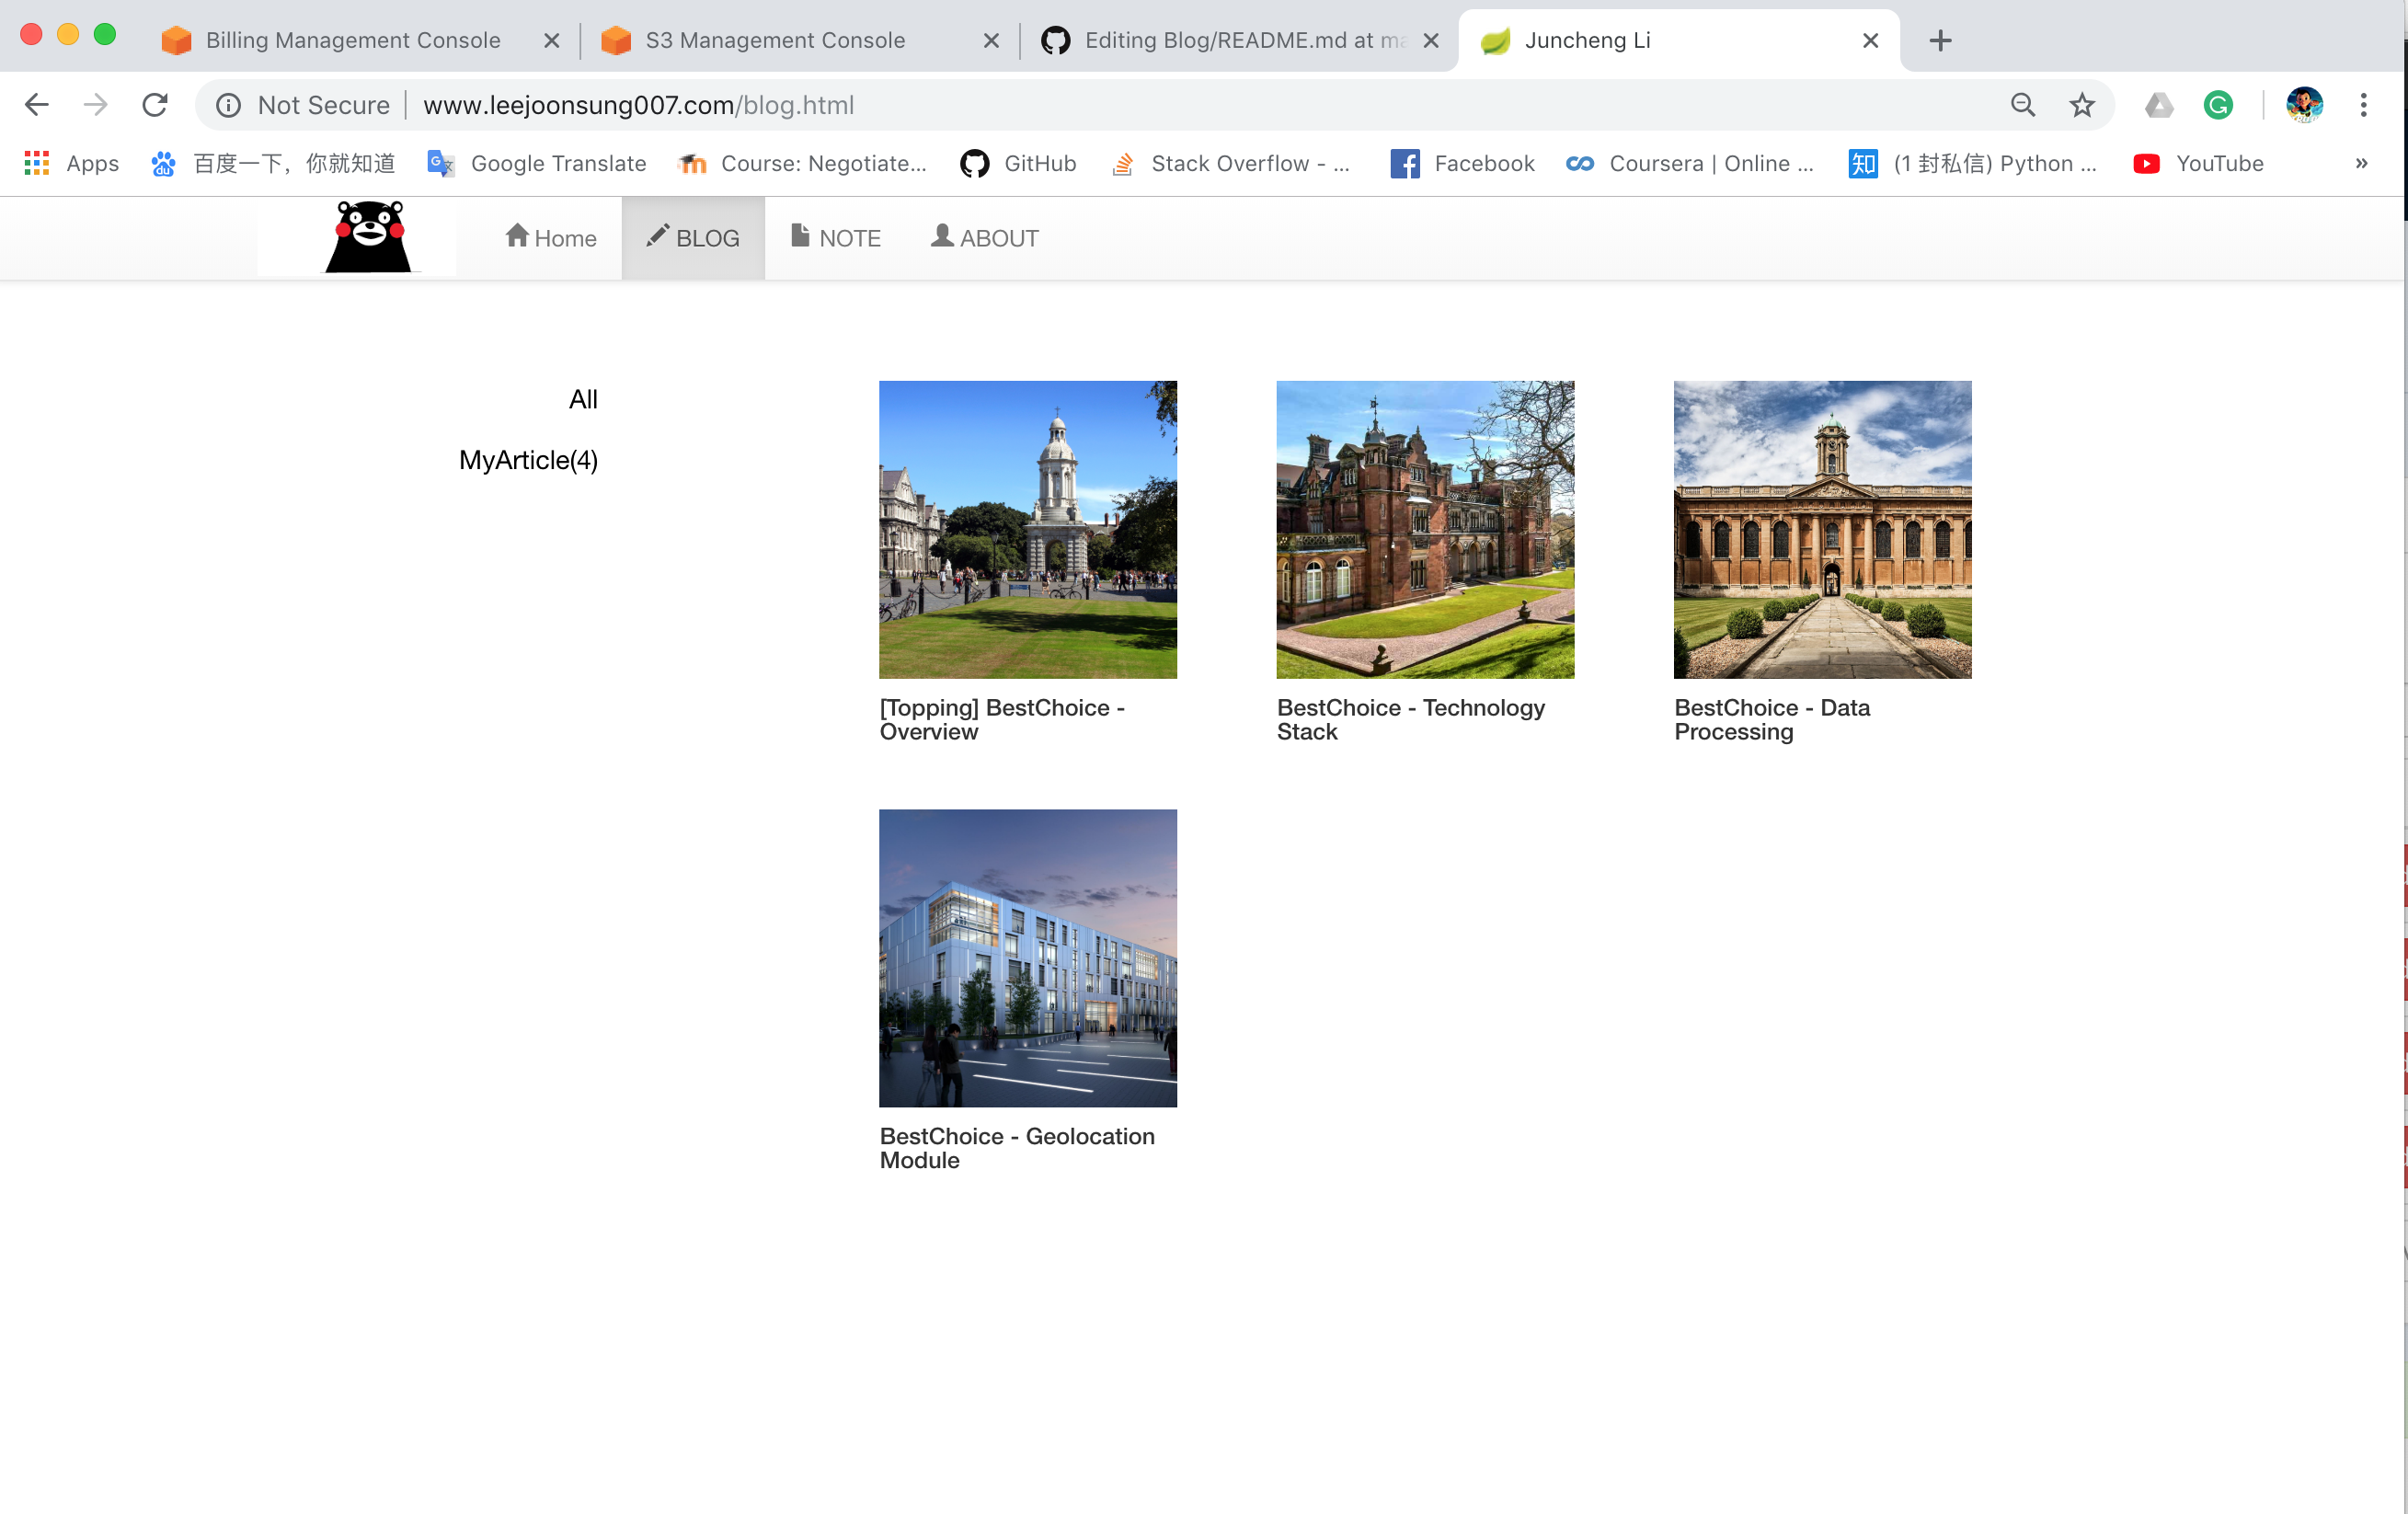 Billing Management Console
S3 Management Console
Editing Blog/README.md at ma
Juncheng Li
Not Secure
www.leejoonsung007.com/blog.html
Apps
百度一下，你就知道
Google Translate
Course: Negotiate...
GitHub
Stack Overflow - ...
Facebook
Coursera | Online ...
(1 封私信) Python ...
YouTube
»
Home
BLOG
NOTE
ABOUT
All
MyArticle(4)
[Topping] BestChoice -
Overview
BestChoice - Technology
Stack
BestChoice - Data
Processing
BestChoice - Geolocation
Module